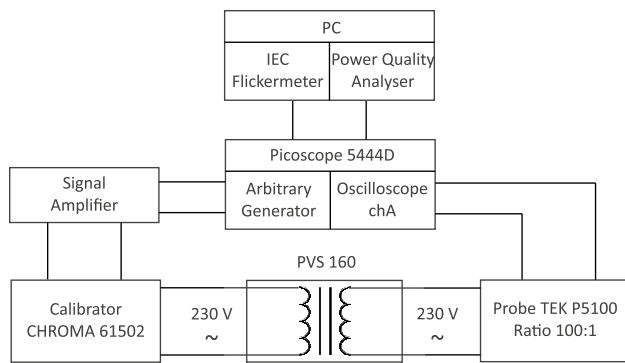 PC
IEC
Flickermeter
Power Quality
Analyser
Picoscope 5444D
Signal
Amplifier
Arbitrary
Generator
Oscilloscope
chA
PVS 160
Calibrator
CHROMA 61502
230 V
~
230 V
~
Probe TEK P5100
Ratio 100:1